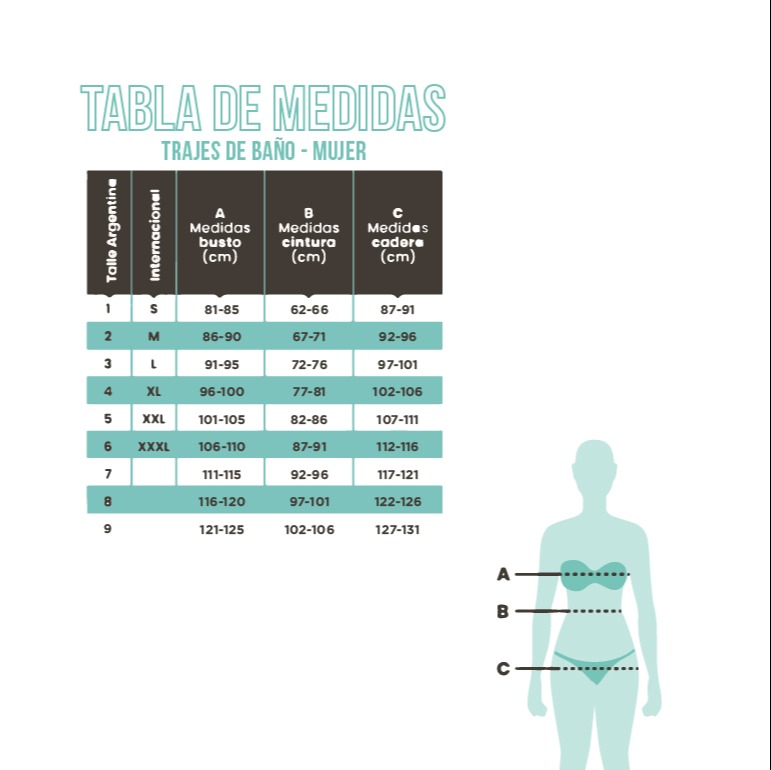 TABLA DE MEDIDAS
TRAJES DE BAÑO - MUJER
Talle Argentina
Internacional
A
Medidas
busto
(cm)
B
Medidas
cintura
(cm)
C
Medidas
cadera
(cm)
1 S 81-85 62-66 87-91
2 M 86-90 67-71 92-96
3 L 91-95 72-76 97-101
4 XL 96-100 77-81 102-106
5 XXL 101-105 82-86 107-111
6 XXXL 106-110 87-91 112-116
7 111-115 92-96 117-121
8 116-120 97-101 122-126
9 121-125 102-106 127-131
A
B
C